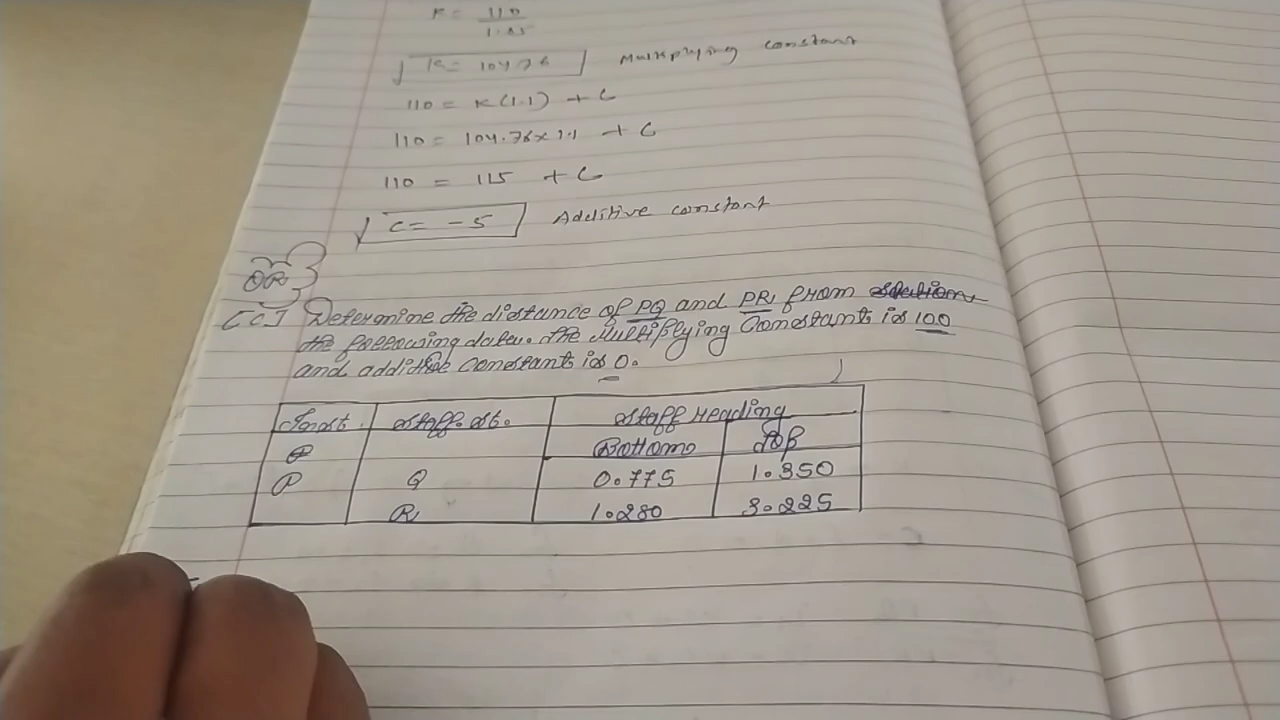 K = 110
1.05
K = 104.76 Multiplying constant
110 = K(1.1) + C
110 = 104.76 x 1.1 + C
110 = 115 + C
C = -5 Additive constant
OR
[C] Determine the distance of PQ and PR, from
the following data. the Multiplying Constants is 100
and additive Constants is 0.
Inst. Staff st. Staff Reading
P Bottom Top
P Q 0.775 1.350
R 1.280 3.225